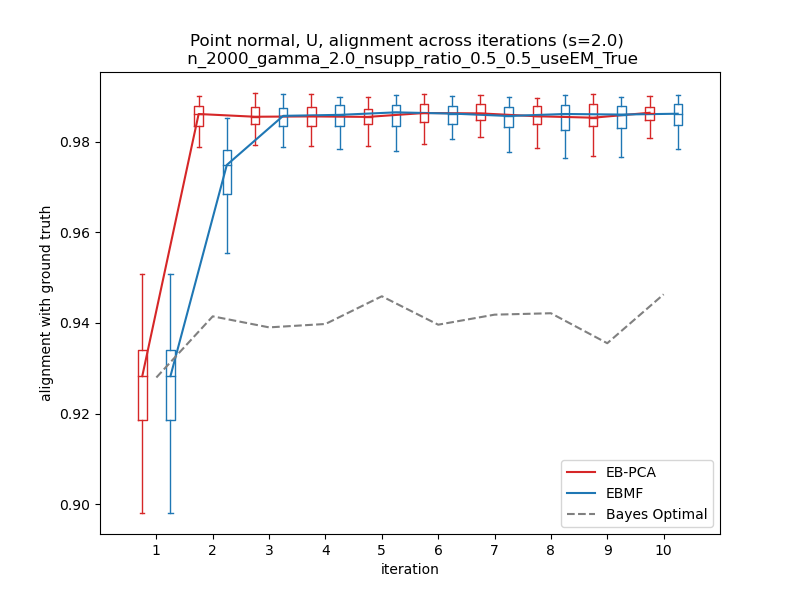 Point normal, U, alignment across iterations (s=2.0)
n_2000_gamma_2.0_nsupp_ratio_0.5_0.5_useEM_True
alignment with ground truth
0.98
0.96
0.94
0.92
0.90
EB-PCA
EBMF
Bayes Optimal
1 2 3 4 5 6 7 8 9 10
iteration